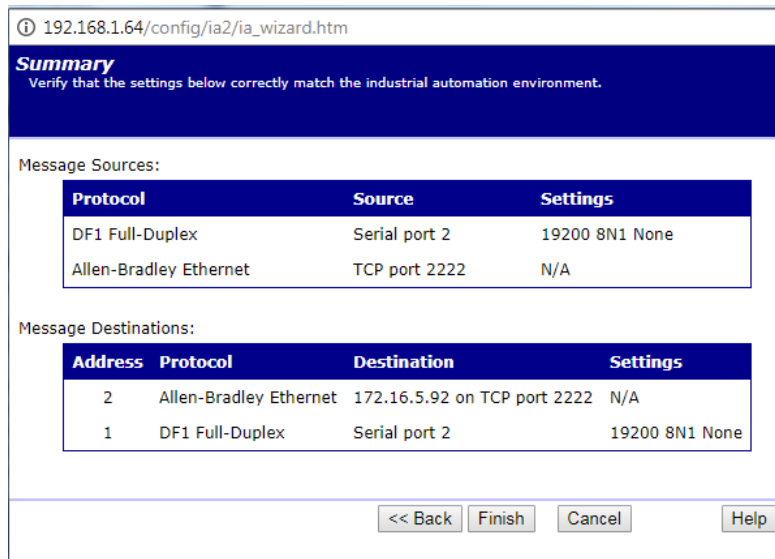 192.168.1.64/config/ia2/ia_wizard.htm
Summary
Verify that the settings below correctly match the industrial automation environment.
Message Sources:
Protocol Source Settings
DF1 Full-Duplex Serial port 2 19200 8N1 None
Allen-Bradley Ethernet TCP port 2222 N/A
Message Destinations:
Address Protocol Destination Settings
2 Allen-Bradley Ethernet 172.16.5.92 on TCP port 2222 N/A
1 DF1 Full-Duplex Serial port 2 19200 8N1 None
<< Back Finish Cancel Help